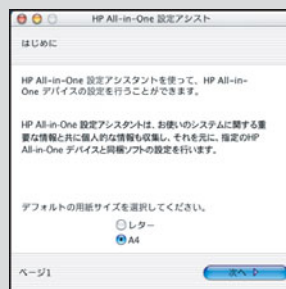 HP All-in-One 設定アシスト
はじめに
HP All-in-One 設定アシスタントを使って、HP All-in-
One デバイスの設定を行うことができます。
HP All-in-One 設定アシスタントは、お使いのシステムに関する重
要な情報と共に個人的な情報も収集し、それを元に、指定のHP
All-in-One デバイスと同梱ソフトの設定を行います。
デフォルトの用紙サイズを選択してください。
レター
A4
ページ1
次へ